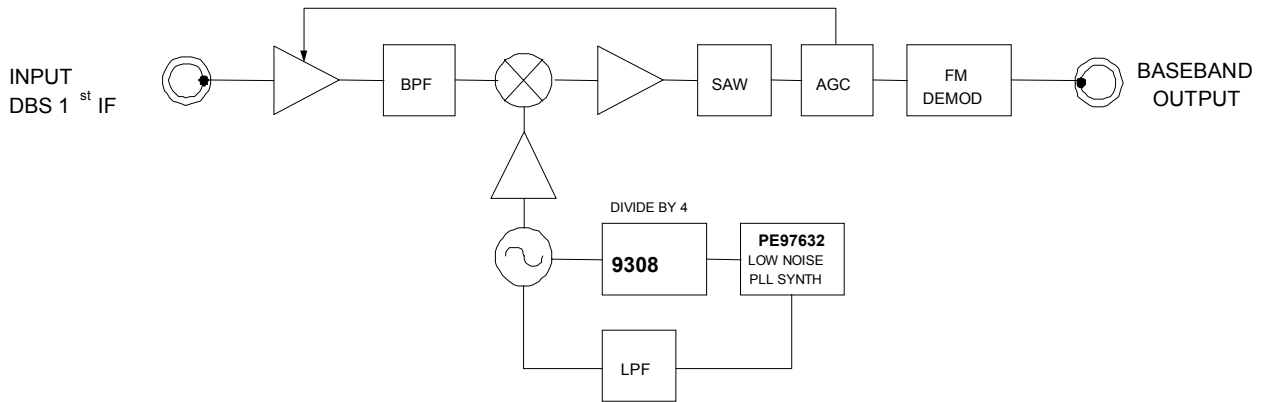 INPUT
DBS 1 st IF
BPF
SAW
AGC
FM
DEMOD
BASEBAND
OUTPUT
DIVIDE BY 4
9308
PE97632
LOW NOISE
PLL SYNTH
LPF